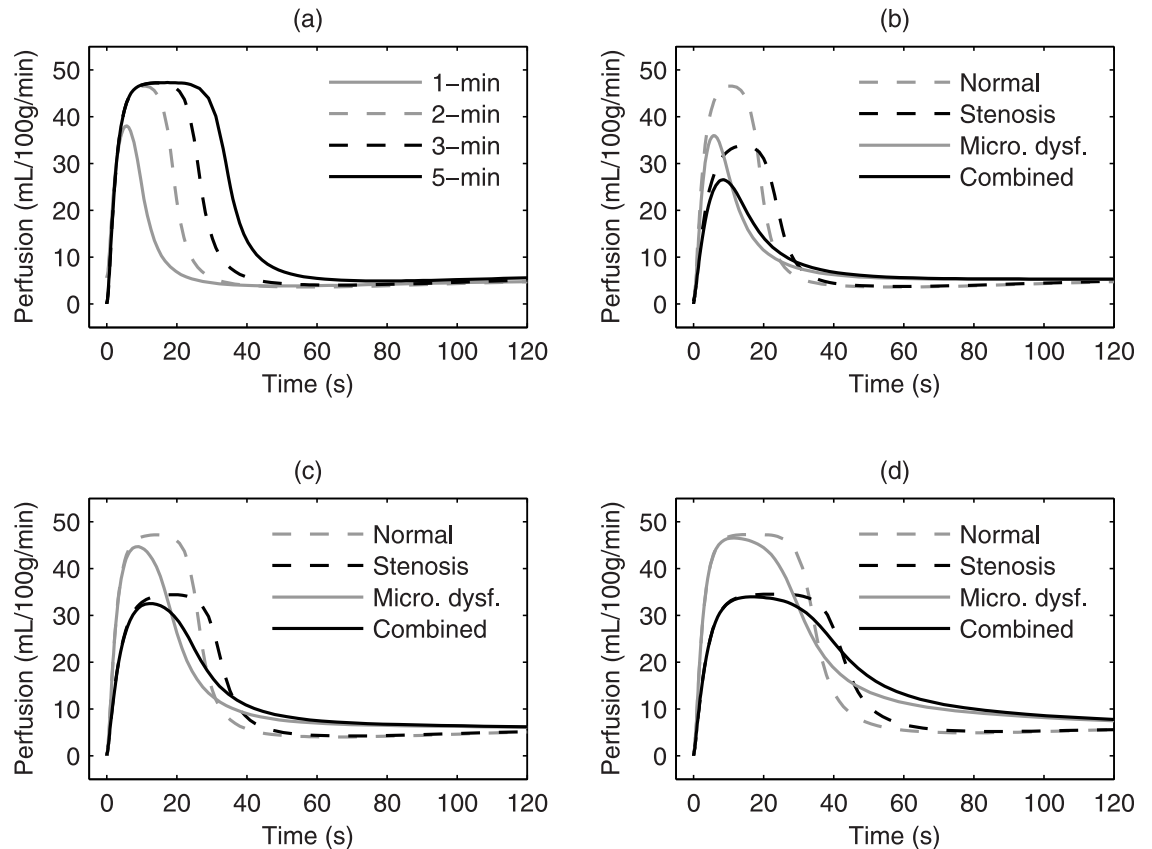 (a)
Perfusion (mL/100g/min)
50
40
30
20
10
0
1−min
2−min
3−min
5−min
0 20 40 60 80 100 120
Time (s)
(b)
Perfusion (mL/100g/min)
50
40
30
20
10
0
Normal
Stenosis
Micro. dysf.
Combined
0 20 40 60 80 100 120
Time (s)
(c)
Perfusion (mL/100g/min)
50
40
30
20
10
0
Normal
Stenosis
Micro. dysf.
Combined
0 20 40 60 80 100 120
Time (s)
(d)
Perfusion (mL/100g/min)
50
40
30
20
10
0
Normal
Stenosis
Micro. dysf.
Combined
0 20 40 60 80 100 120
Time (s)